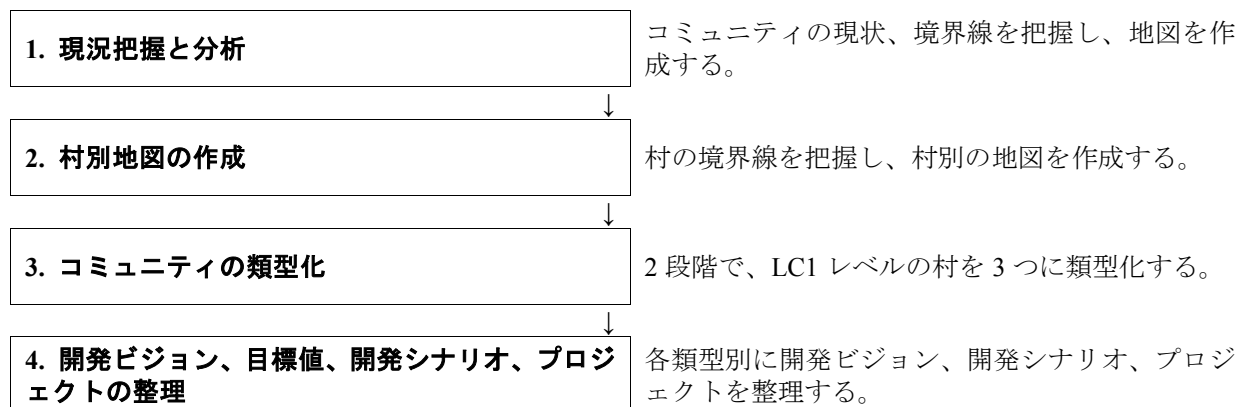 1. 現況把握と分析
コミュニティの現状、境界線を把握し、地図を作
成する。
↓
2. 村別地図の作成
村の境界線を把握し、村別の地図を作成する。
↓
3. コミュニティの類型化
2 段階で、LC1 レベルの村を 3 つに類型化する。
↓
4. 開発ビジョン、目標値、開発シナリオ、プロジ
ェクトの整理
各類型別に開発ビジョン、開発シナリオ、プロジ
ェクトを整理する。